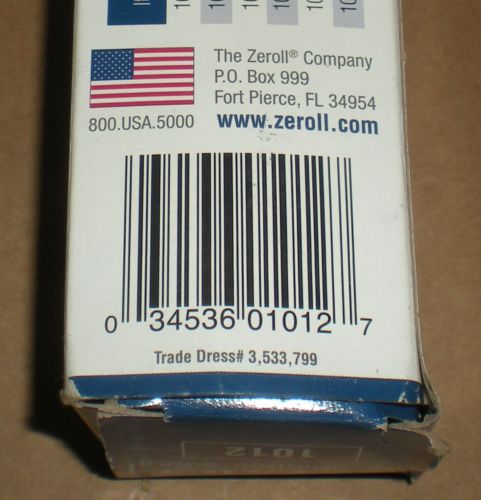 The Zeroll® Company
P.O. Box 999
Fort Pierce, FL 34954
800.USA.5000
www.zeroll.com
0 34536 01012 7
Trade Dress# 3,533,799
1012